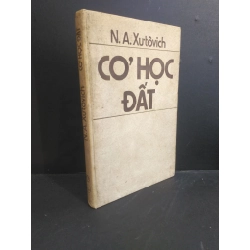 N. A. Xưtôvich
CƠ HỌC
ĐẤT